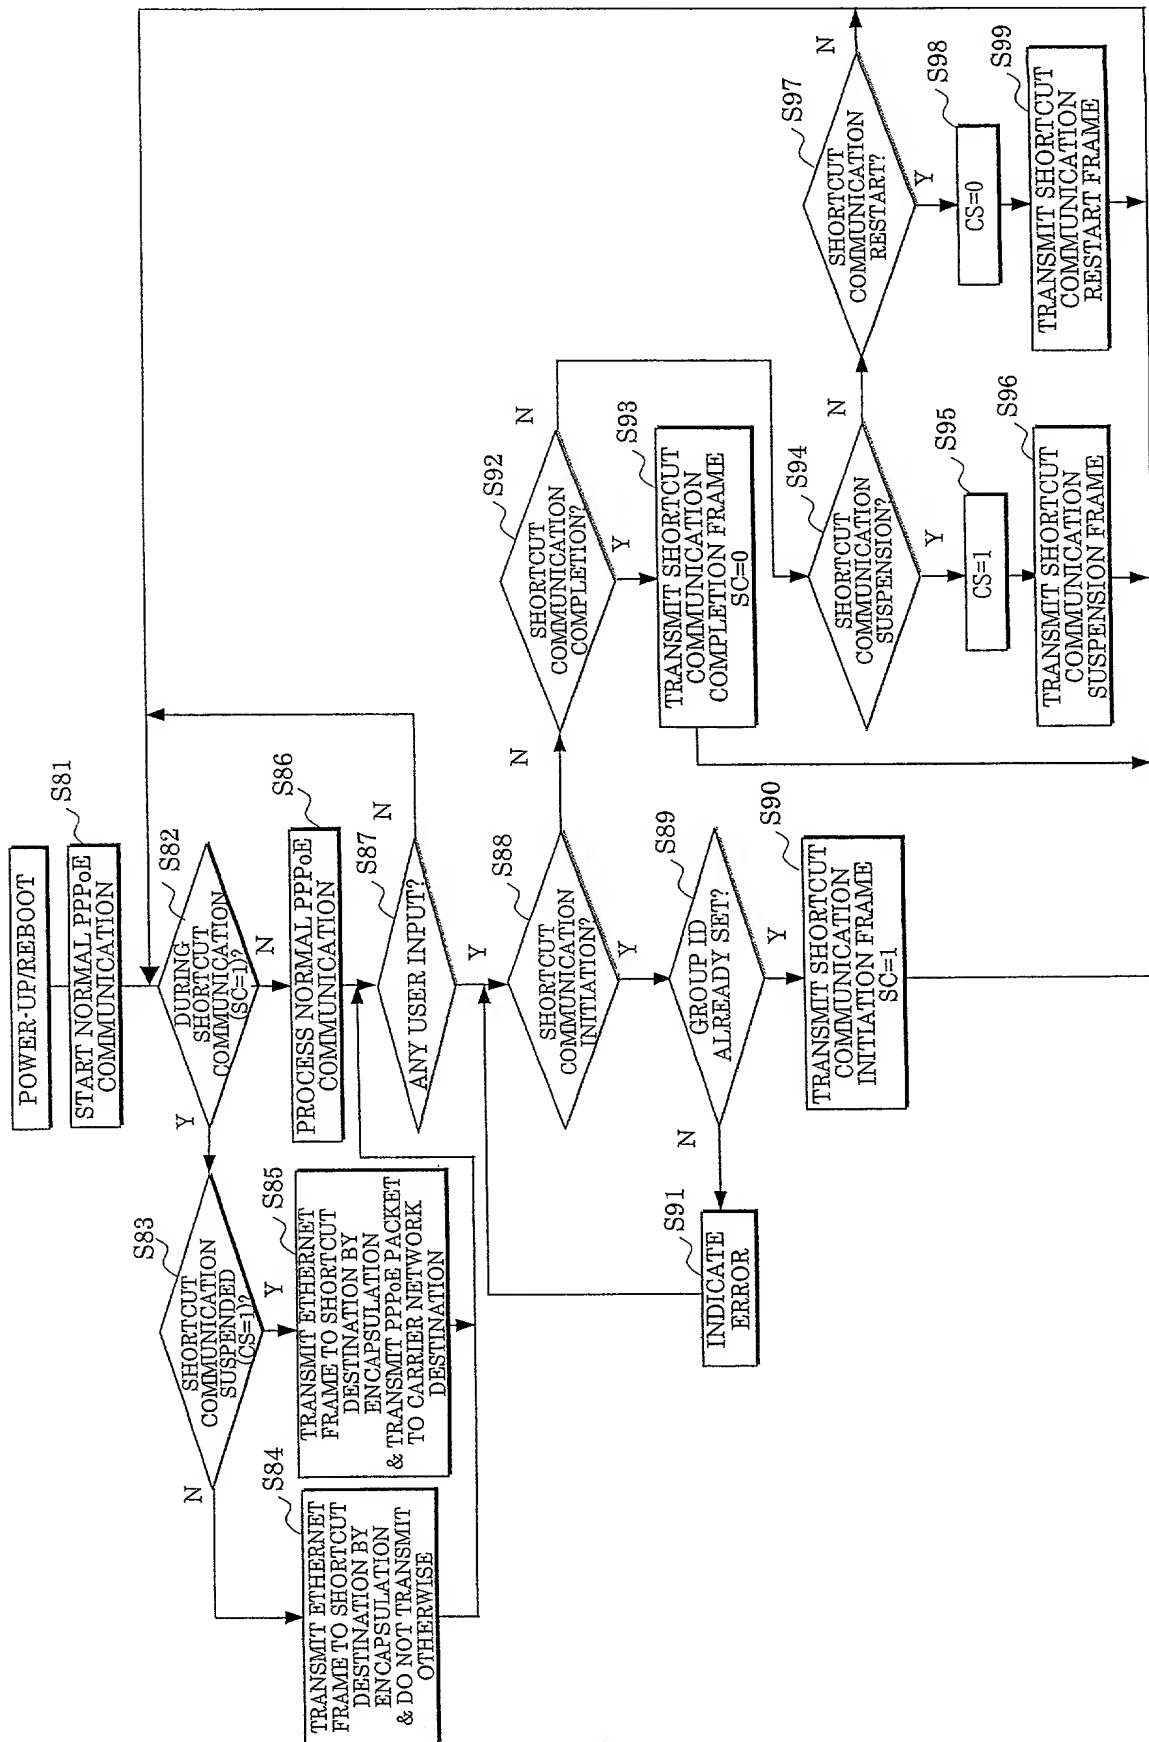 POWER-UP/REBOOT
S81
START NORMAL PPPoE
COMMUNICATION
S82
DURING
SHORTCUT
COMMUNICATION
(SC=1)?
Y
N
S83
SHORTCUT
COMMUNICATION
SUSPENDED
(CS=1)?
N
Y
S84
TRANSMIT ETHERNET
FRAME TO SHORTCUT
DESTINATION BY
ENCAPSULATION
& DO NOT TRANSMIT
OTHERWISE
S85
TRANSMIT ETHERNET
FRAME TO SHORTCUT
DESTINATION BY
ENCAPSULATION
& TRANSMIT PPPoE PACKET
TO CARRIER NETWORK
DESTINATION
S86
PROCESS NORMAL PPPoE
COMMUNICATION
S87
ANY USER INPUT?
N
Y
S88
SHORTCUT
COMMUNICATION
INITIATION?
N
Y
S89
GROUP ID
ALREADY SET?
N
Y
S91
INDICATE
ERROR
S90
TRANSMIT SHORTCUT
COMMUNICATION
INITIATION FRAME
SC=1
S92
SHORTCUT
COMMUNICATION
COMPLETION?
N
Y
S93
TRANSMIT SHORTCUT
COMMUNICATION
COMPLETION FRAME
SC=0
S94
SHORTCUT
COMMUNICATION
SUSPENSION?
N
Y
S95
CS=1
S96
TRANSMIT SHORTCUT
COMMUNICATION
SUSPENSION FRAME
S97
SHORTCUT
COMMUNICATION
RESTART?
N
Y
S98
CS=0
S99
TRANSMIT SHORTCUT
COMMUNICATION
RESTART FRAME